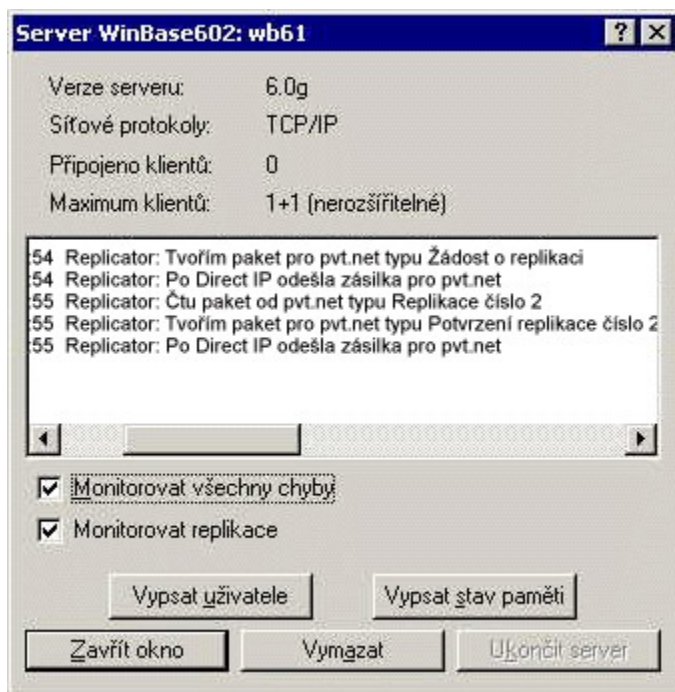 Server WinBase602: wb61
Verze serveru: 6.0g
Síťové protokoly: TCP/IP
Připojeno klientů: 0
Maximum klientů: 1+1 (nerozšířitelné)
:54 Replicator: Tvořím paket pro pvt.net typu Žádost o replikaci
:54 Replicator: Po Direct IP odešla zásilka pro pvt.net
:55 Replicator: Čtu paket od pvt.net typu Replikace číslo 2
:55 Replicator: Tvořím paket pro pvt.net typu Potvrzení replikace číslo 2
:55 Replicator: Po Direct IP odešla zásilka pro pvt.net
Monitorovat všechny chyby
Monitorovat replikace
Vypsat uživatele Vypsat stav paměti
Zavřít okno Vymazat Ukončit server